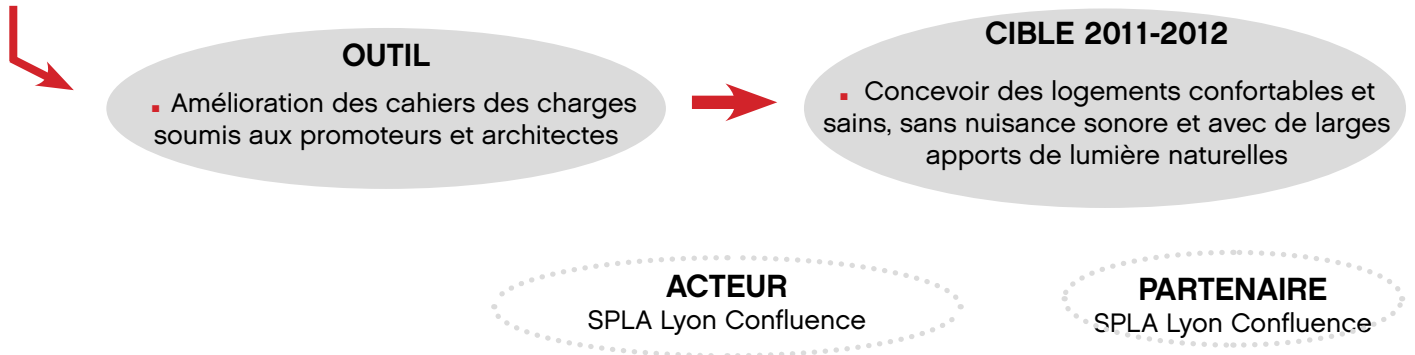 OUTIL
▪ Amélioration des cahiers des charges
soumis aux promoteurs et architectes
CIBLE 2011-2012
▪ Concevoir des logements confortables et
sains, sans nuisance sonore et avec de larges
apports de lumière naturelles
ACTEUR
SPLA Lyon Confluence
PARTENAIRE
SPLA Lyon Confluence